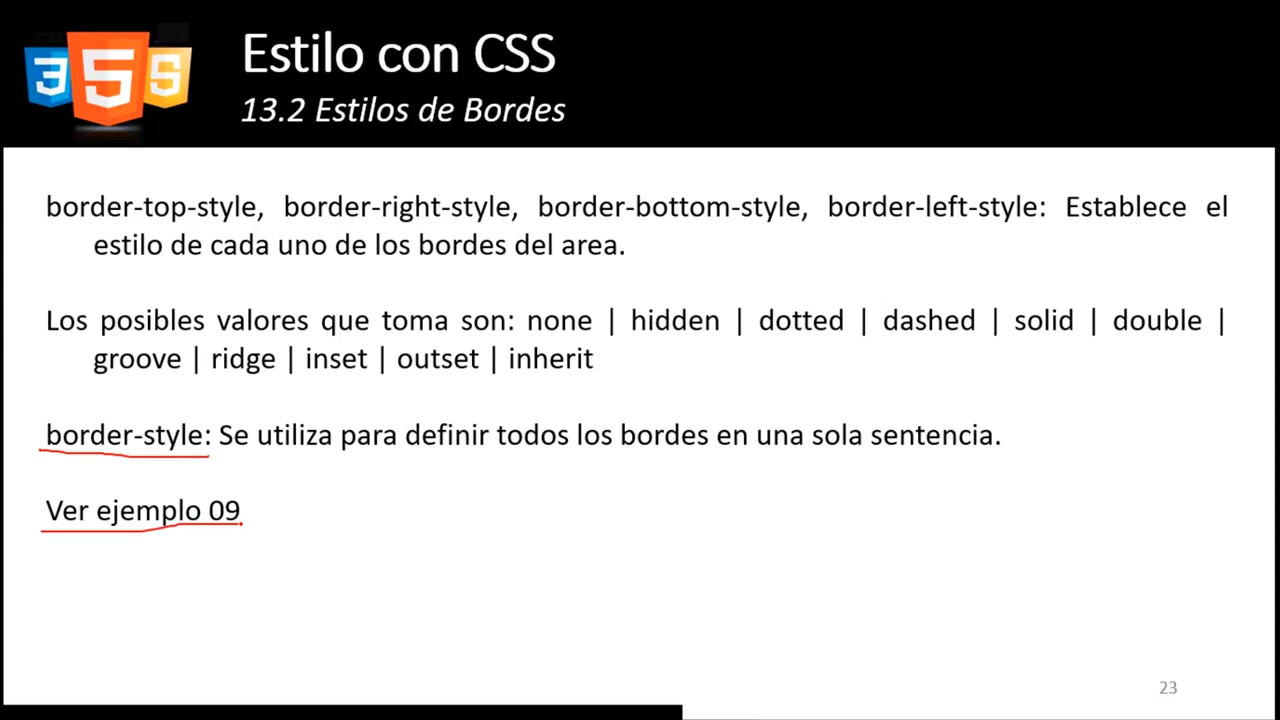 Estilo con CSS
13.2 Estilos de Bordes
border-top-style, border-right-style, border-bottom-style, border-left-style: Establece el
estilo de cada uno de los bordes del area.
Los posibles valores que toma son: none | hidden | dotted | dashed | solid | double |
groove | ridge | inset | outset | inherit
border-style: Se utiliza para definir todos los bordes en una sola sentencia.
Ver ejemplo 09
23
3 5 S